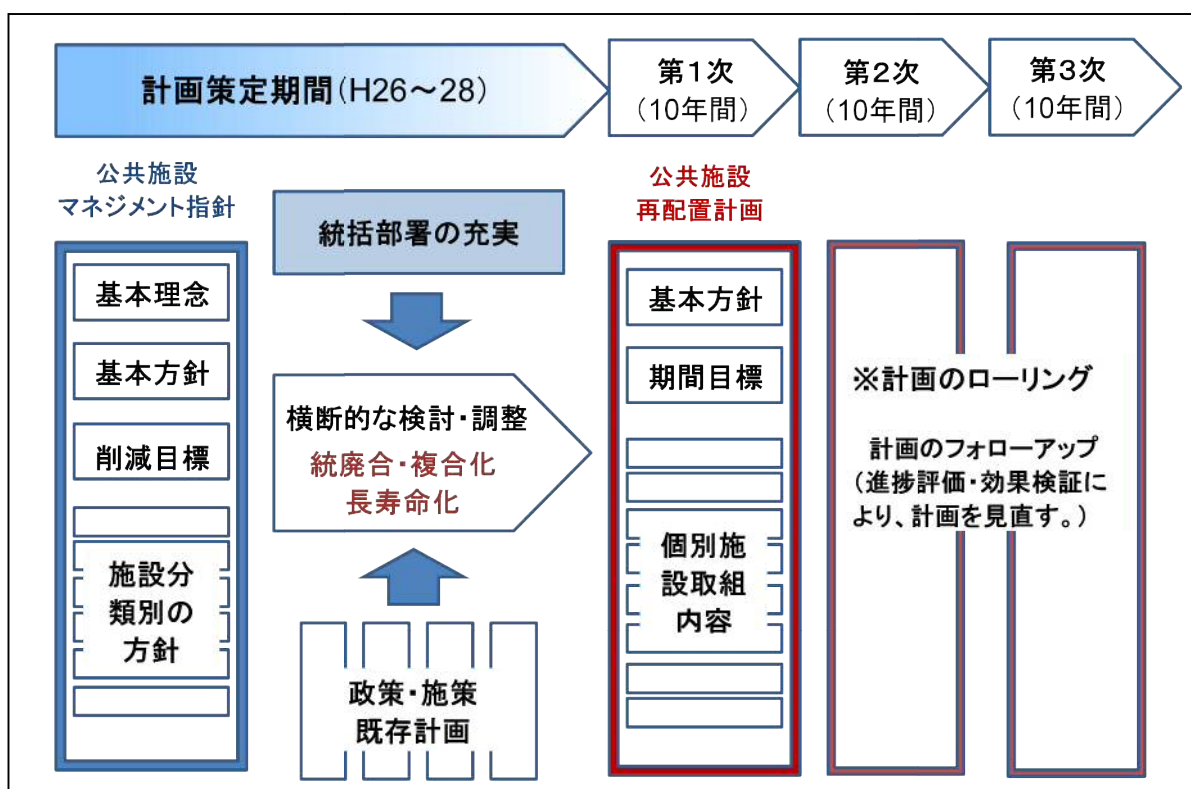 計画策定期間(H26～28)
第1次
(10年間)
第2次
(10年間)
第3次
(10年間)
公共施設
マネジメント指針
基本理念
基本方針
削減目標
施設分
類別の
方針
統括部署の充実
横断的な検討・調整
統廃合・複合化
長寿命化
政策・施策
既存計画
公共施設
再配置計画
基本方針
期間目標
個別施
設取組
内容
※計画のローリング
計画のフォローアップ
(進捗評価・効果検証に
より、計画を見直す。)